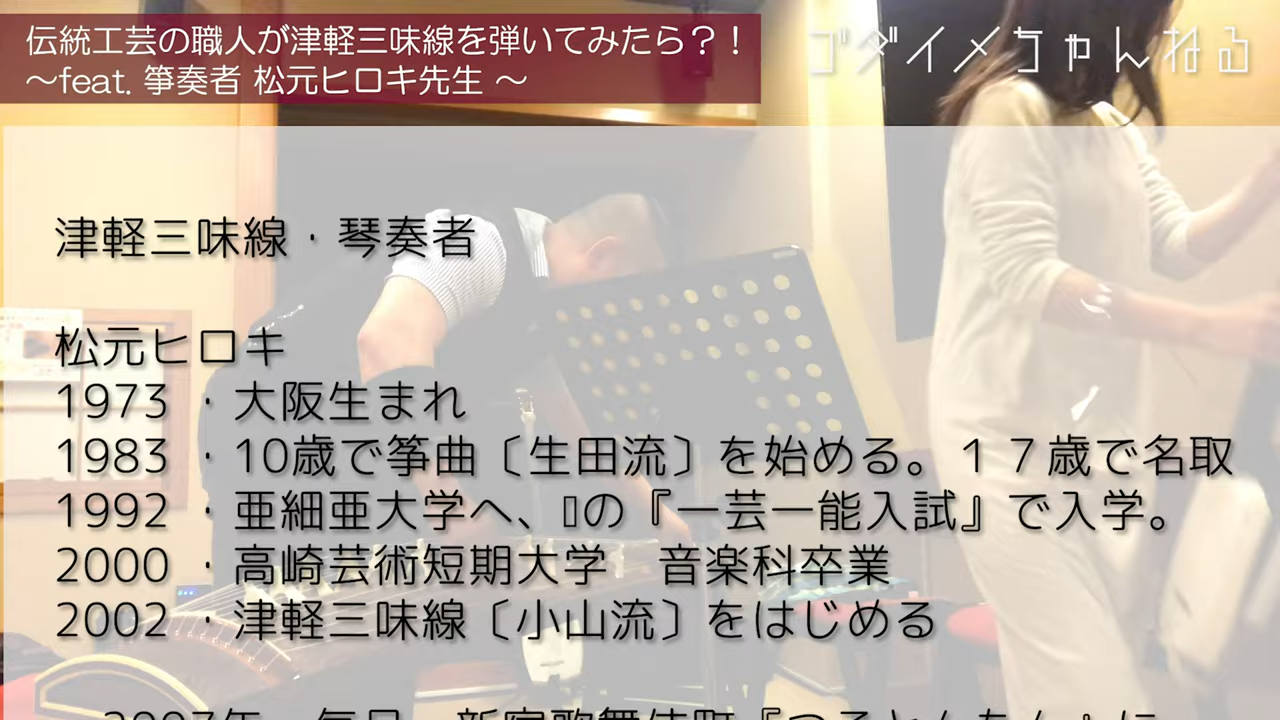 伝統工芸の職人が津軽三味線を弾いてみたら？！
〜feat. 箏奏者 松元ヒロキ先生 〜
ゴダイメちゃんねる
津軽三味線・琴奏者
松元ヒロキ
1973 ・大阪生まれ
1983 ・10歳で筝曲〔生田流〕を始める。１７歳で名取
1992 ・亜細亜大学へ、の『一芸一能入試』で入学。
2000 ・高崎芸術短期大学　音楽科卒業
2002 ・津軽三味線〔小山流〕をはじめる